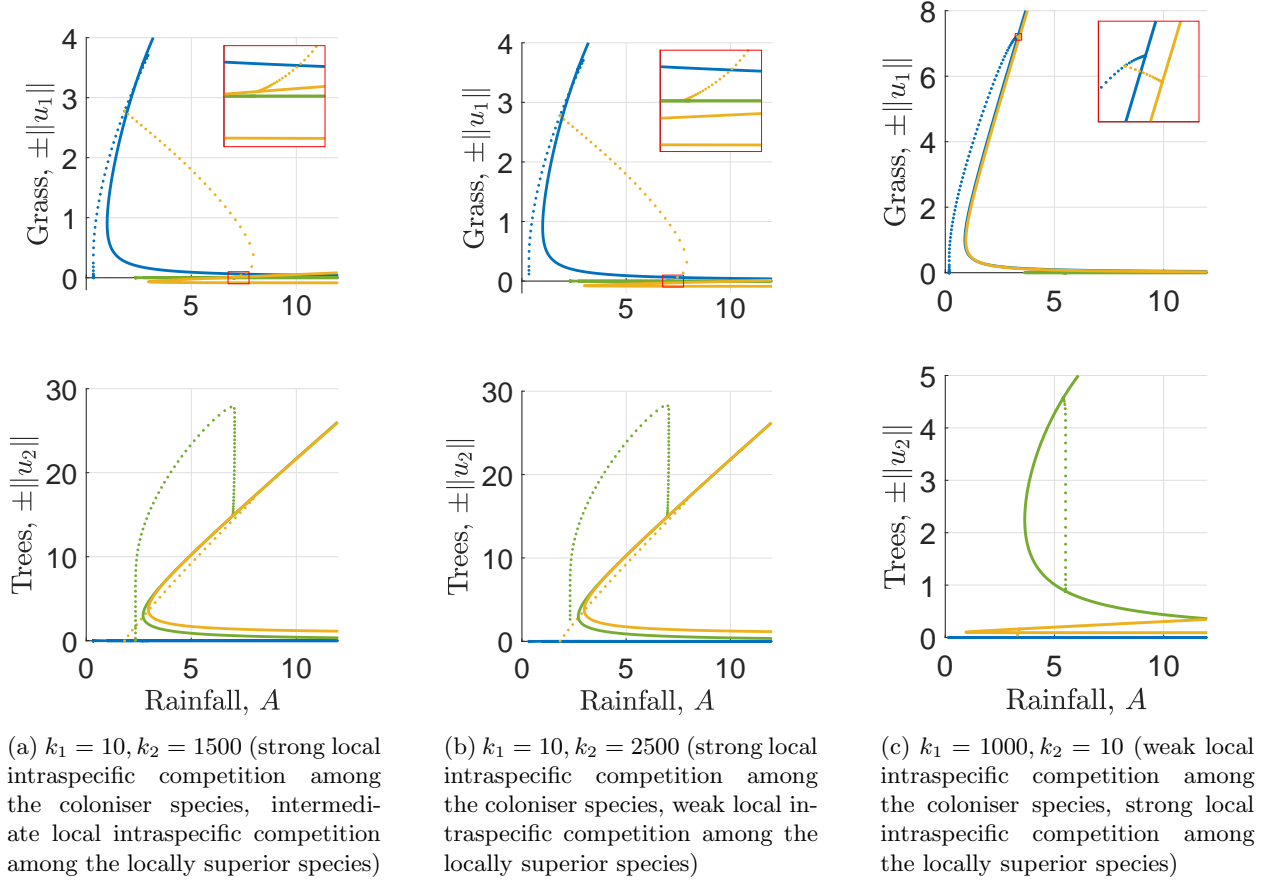 4
3
2
1
0
5
10
Grass, ±||u₁||
4
3
2
1
0
5
10
Grass, ±||u₁||
8
6
4
2
0
0
5
10
Grass, ±||u₁||
30
20
10
0
0
5
10
Trees, ±||u₂||
Rainfall, A
30
20
10
0
0
5
10
Trees, ±||u₂||
Rainfall, A
5
4
3
2
1
0
0
5
10
Trees, ±||u₂||
Rainfall, A
(a) k₁ = 10, k₂ = 1500 (strong local
intraspecific competition among
the coloniser species, intermedi-
ate local intraspecific competition
among the locally superior species)
(b) k₁ = 10, k₂ = 2500 (strong local
intraspecific competition among
the coloniser species, weak local in-
traspecific competition among the
locally superior species)
(c) k₁ = 1000, k₂ = 10 (weak local
intraspecific competition among
the coloniser species, strong local
intraspecific competition among
the locally superior species)